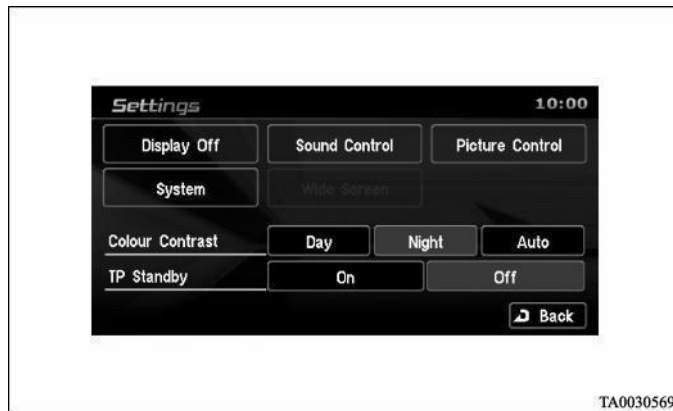 Settings 10:00
Display Off Sound Control Picture Control
System Wide Screen
Colour Contrast Day Night Auto
TP Standby On Off
Back
TA0030569